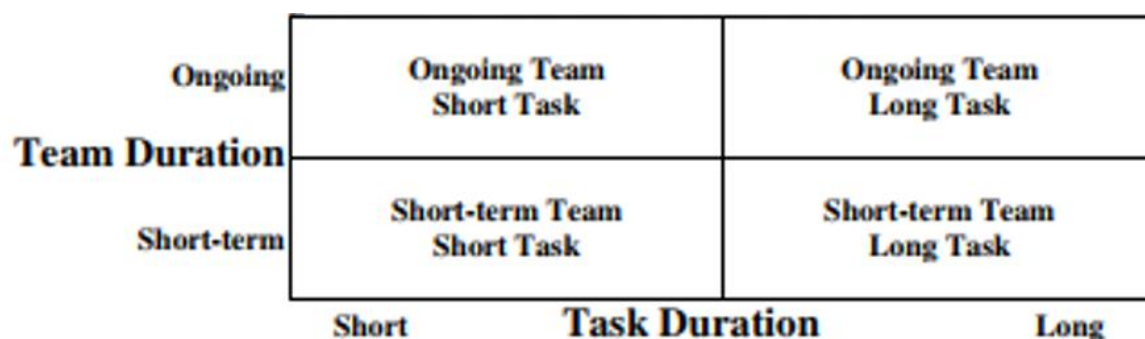 Ongoing
Ongoing Team
Short Task
Ongoing Team
Long Task
Team Duration
Short-term
Short-term Team
Short Task
Short-term Team
Long Task
Short
Task Duration
Long